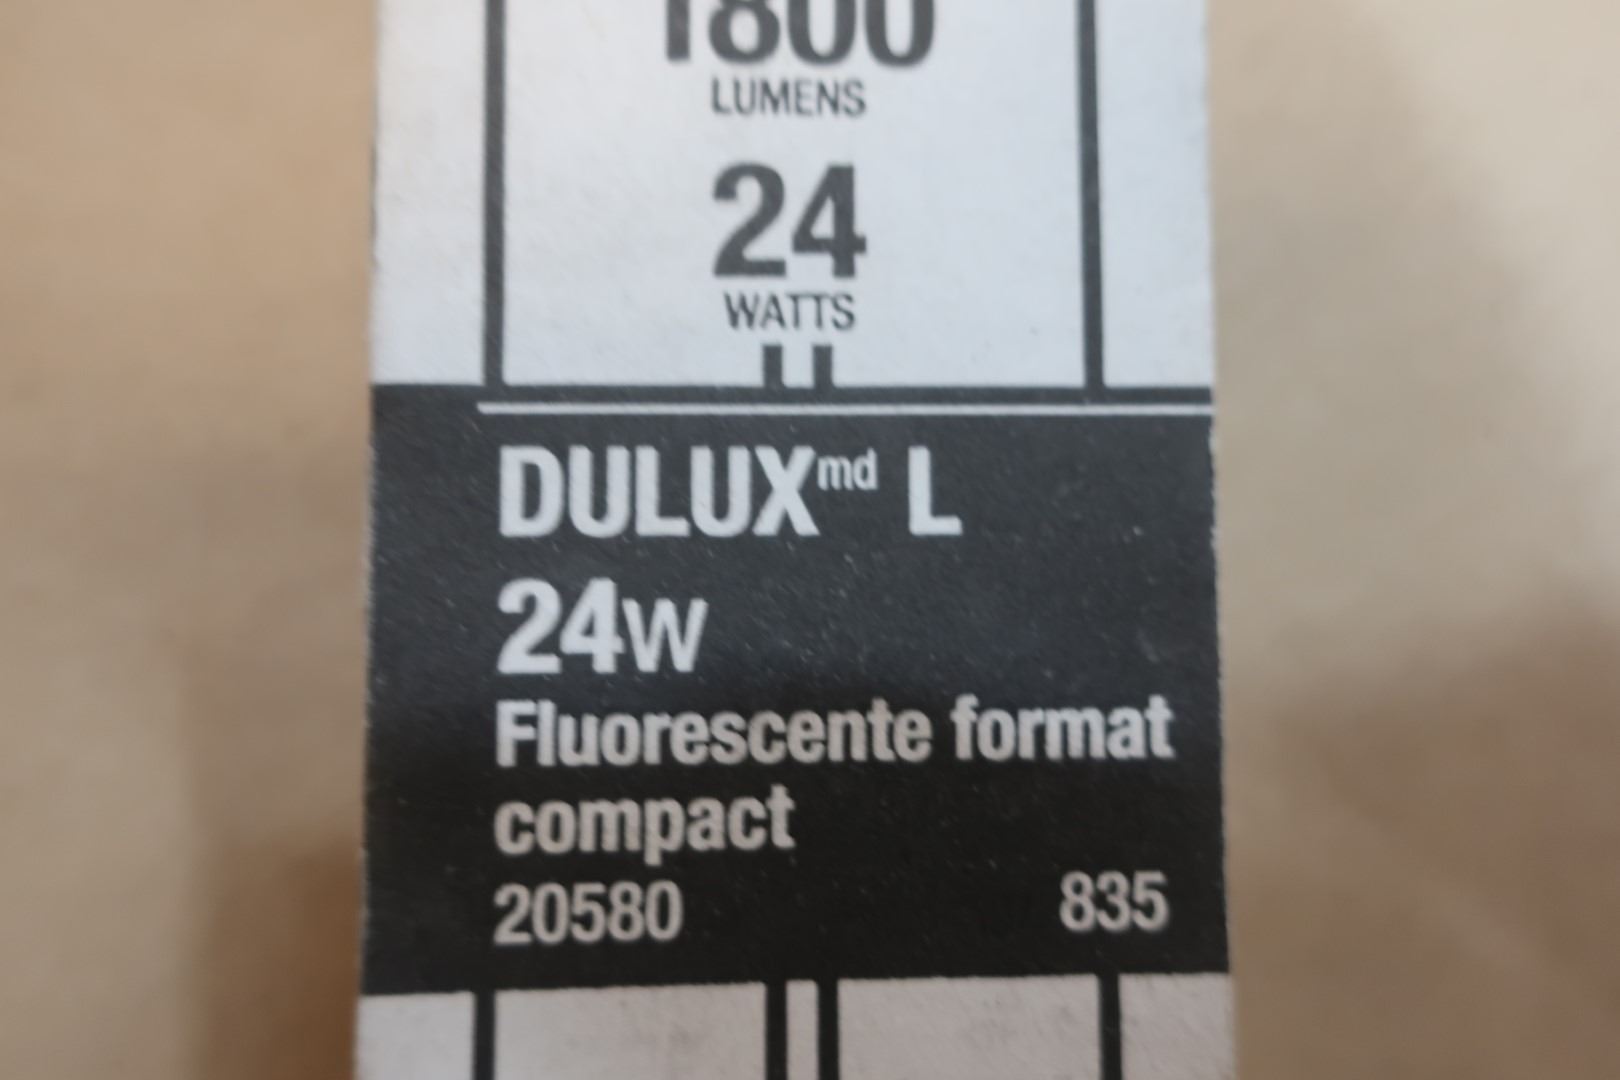 1800
LUMENS
24
WATTS
DULUXmd L
24W
Fluorescente format
compact
20580 835